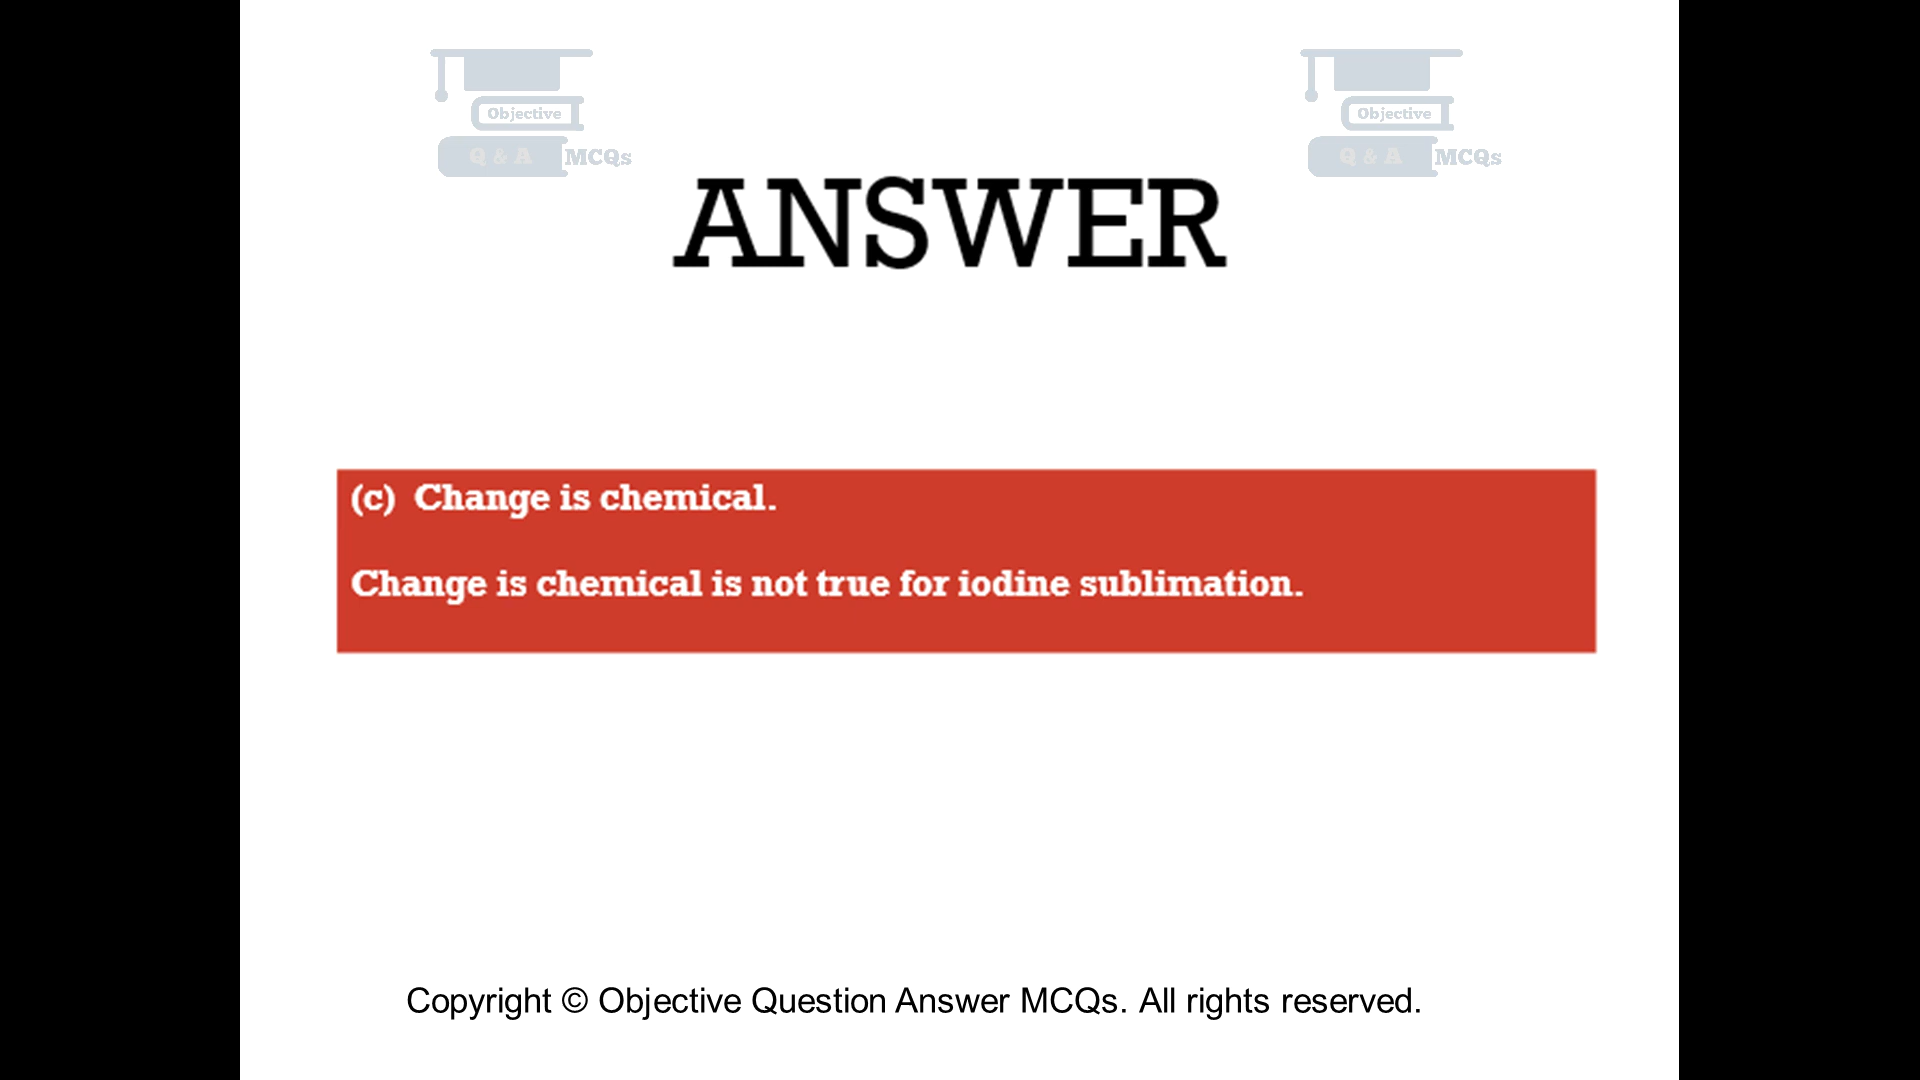 Objective
Q & A MCQs
Objective
Q & A MCQs
ANSWER
(c) Change is chemical.
Change is chemical is not true for iodine sublimation.
Copyright © Objective Question Answer MCQs. All rights reserved.